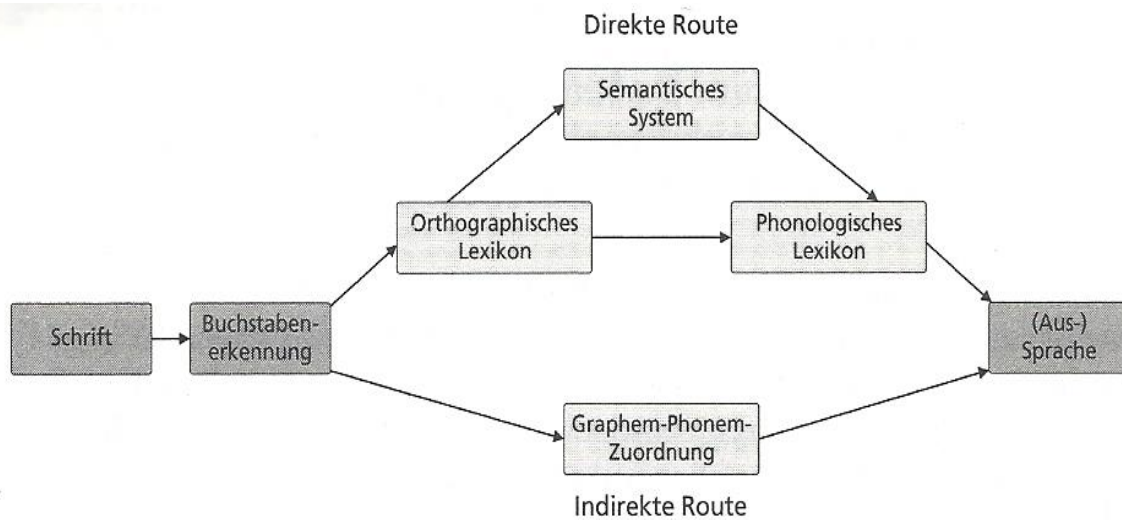 Direkte Route
Semantisches
System
Orthographisches
Lexikon
Phonologisches
Lexikon
Schrift
Buchstaben-
erkennung
(Aus-)
Sprache
Graphem-Phonem-
Zuordnung
Indirekte Route